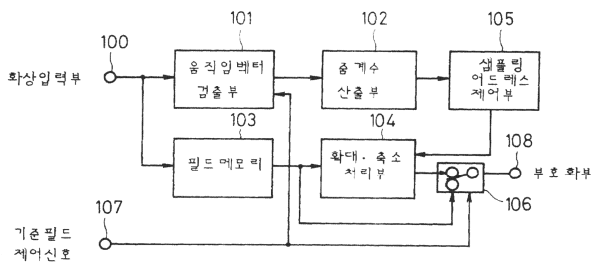 101
102
105
100
화상입력부
움직임벡터
검출부
줌계수
산출부
샘플링
어드레스
제어부
103
104
필드메모리
확대·축소
처리부
108
부호화부
106
107
기준필드
제어신호